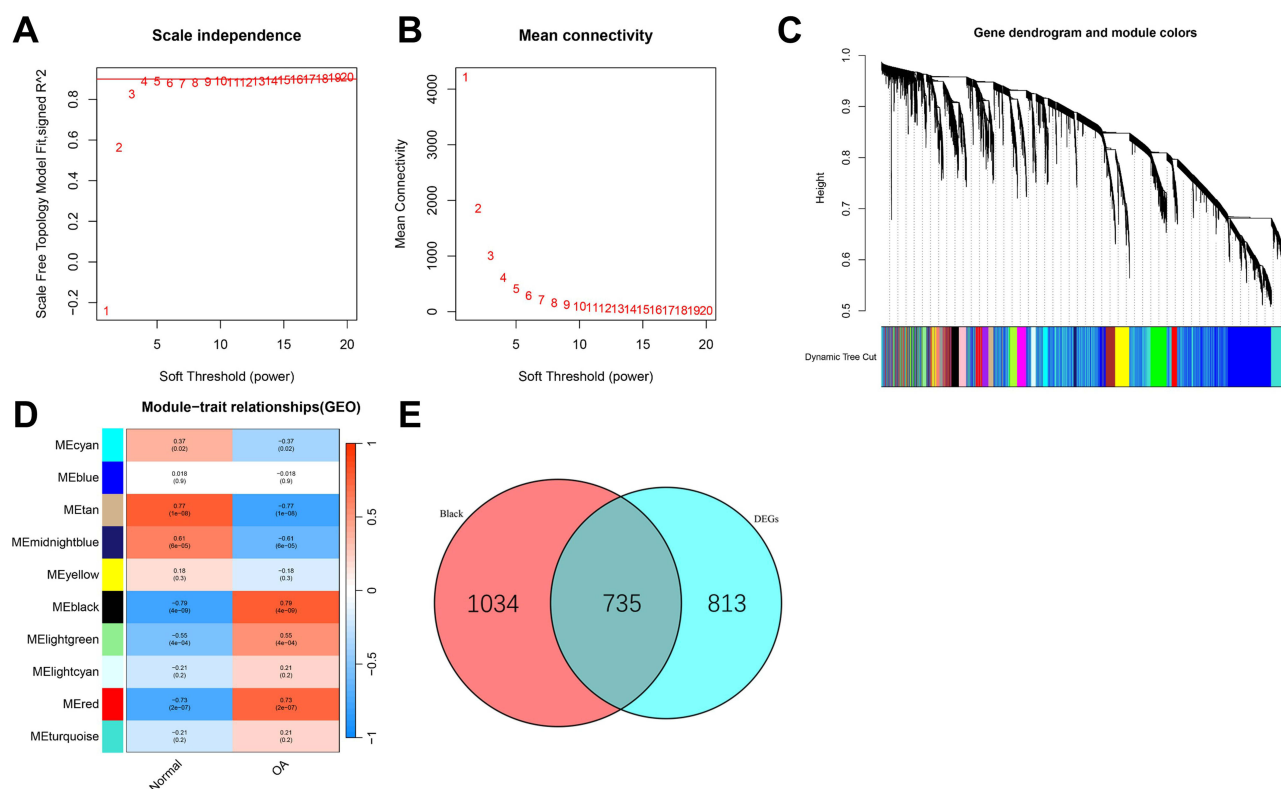 A
Scale independence
Scale Free Topology Model Fit,signed R^2
0.8
0.6
0.4
0.2
0.0
−0.2
1
2
3
4 5 6 7 8 9 10 11 12 13 14 15 16 17 18 19 20
5 10 15 20
Soft Threshold (power)
B
Mean connectivity
Mean Connectivity
4000
3000
2000
1000
0
1
2
3
4
5
6 7 8 9 10 11 12 13 14 15 16 17 18 19 20
5 10 15 20
Soft Threshold (power)
C
Gene dendrogram and module colors
Height
1.0
0.9
0.8
0.7
0.6
0.5
Dynamic Tree Cut
D
Module−trait relationships(GEO)
MEcyan 0.37 −0.37
(0.02) (0.02)
MEblue 0.018 −0.018
(0.9) (0.9)
MEtan 0.77 −0.77
(1e−08) (1e−08)
MEmidnightblue 0.61 −0.61
(6e−05) (6e−05)
MEyellow 0.18 −0.18
(0.3) (0.3)
MEblack −0.79 0.79
(4e−09) (4e−09)
MElightgreen −0.55 0.55
(4e−04) (4e−04)
MElightcyan −0.21 0.21
(0.2) (0.2)
MEred −0.73 0.73
(2e−07) (2e−07)
MEturquoise −0.21 0.21
(0.2) (0.2)
Normal OA
1
0.5
0
−0.5
−1
E
Black
DEGs
1034 735 813